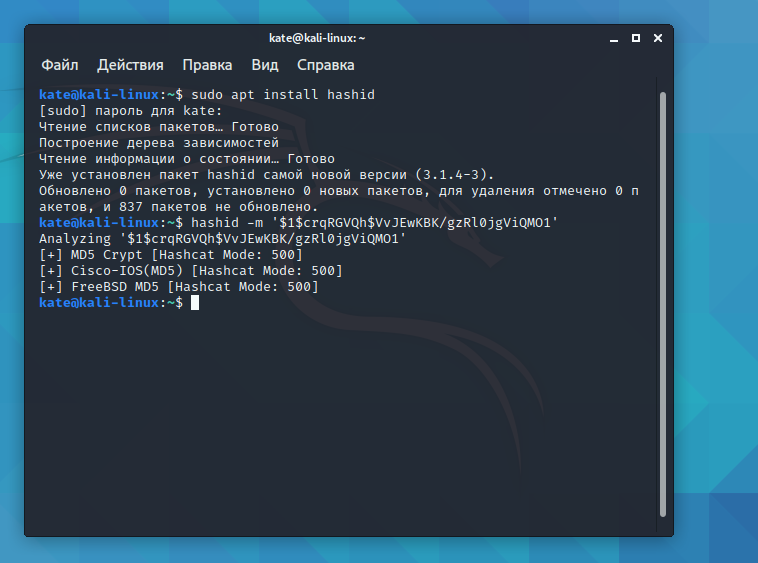 kate@kali-linux: ~
Файл Действия Правка Вид Справка
kate@kali-linux:~$ sudo apt install hashid
[sudo] пароль для kate:
Чтение списков пакетов… Готово
Построение дерева зависимостей
Чтение информации о состоянии… Готово
Уже установлен пакет hashid самой новой версии (3.1.4-3).
Обновлено 0 пакетов, установлено 0 новых пакетов, для удаления отмечено 0 п
акетов, и 837 пакетов не обновлено.
kate@kali-linux:~$ hashid -m '$1$crqRGVQh$VvJEwKBK/gzRl0jgViQMO1'
Analyzing '$1$crqRGVQh$VvJEwKBK/gzRl0jgViQMO1'
[+] MD5 Crypt [Hashcat Mode: 500]
[+] Cisco-IOS(MD5) [Hashcat Mode: 500]
[+] FreeBSD MD5 [Hashcat Mode: 500]
kate@kali-linux:~$